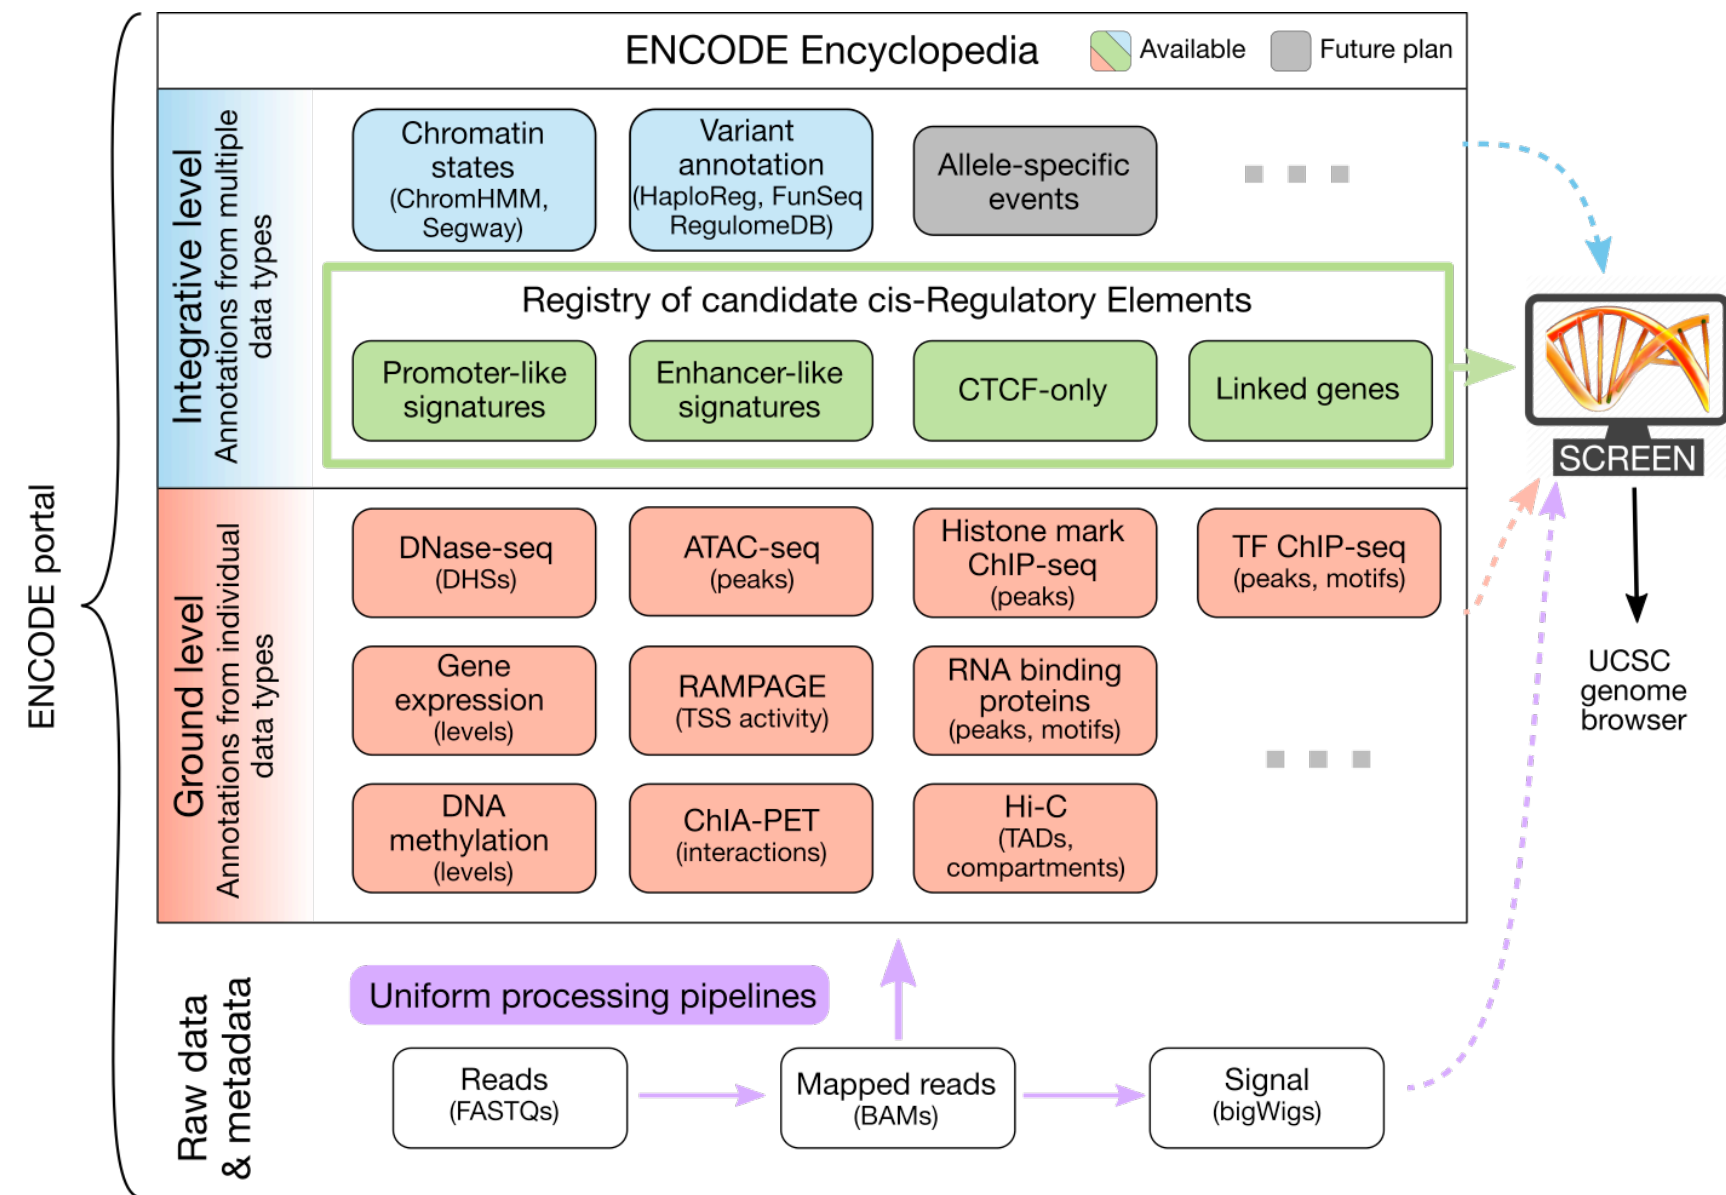 ENCODE Encyclopedia
Available
Future plan
ENCODE portal
Integrative level
Annotations from multiple
data types
Chromatin
states
(ChromHMM,
Segway)
Variant
annotation
(HaploReg, FunSeq
RegulomeDB)
Allele-specific
events
Registry of candidate cis-Regulatory Elements
Promoter-like
signatures
Enhancer-like
signatures
CTCF-only
Linked genes
SCREEN
UCSC
genome
browser
Ground level
Annotations from individual
data types
DNase-seq
(DHSs)
ATAC-seq
(peaks)
Histone mark
ChIP-seq
(peaks)
TF ChIP-seq
(peaks, motifs)
Gene
expression
(levels)
RAMPAGE
(TSS activity)
RNA binding
proteins
(peaks, motifs)
DNA
methylation
(levels)
ChIA-PET
(interactions)
Hi-C
(TADs,
compartments)
Raw data
& metadata
Uniform processing pipelines
Reads
(FASTQs)
Mapped reads
(BAMs)
Signal
(bigWigs)